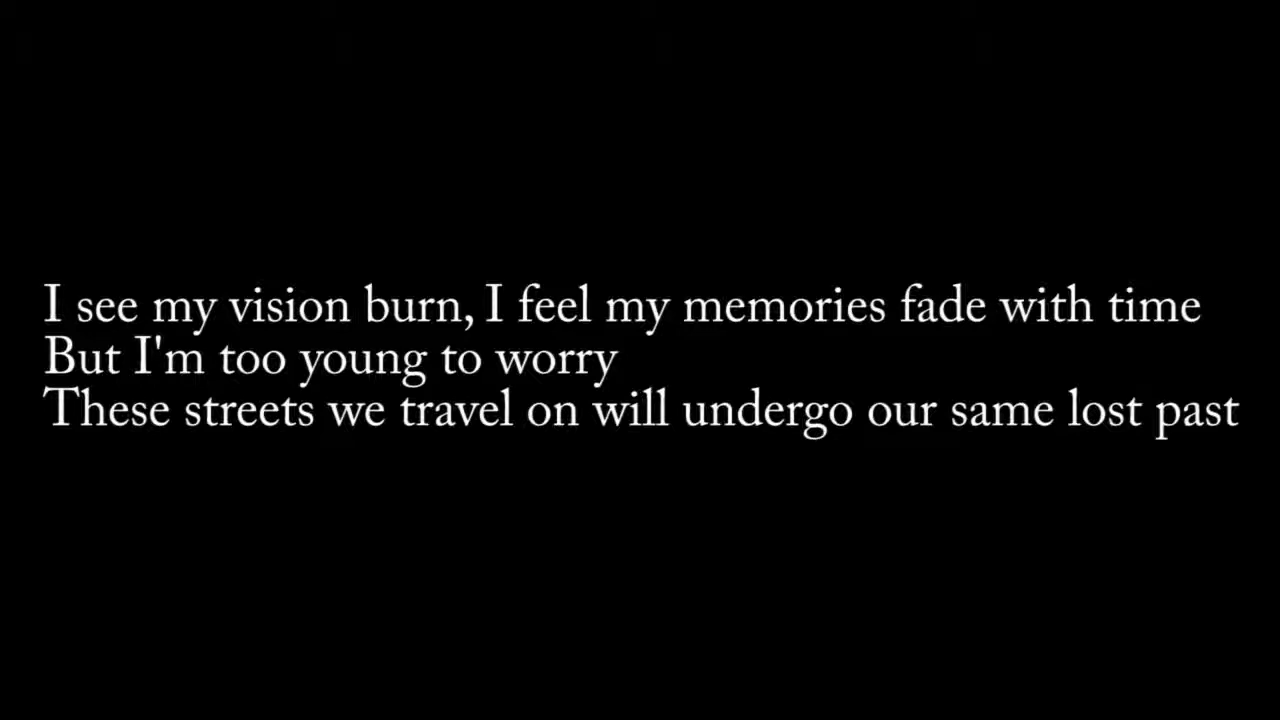 I see my vision burn, I feel my memories fade with time
But I'm too young to worry
These streets we travel on will undergo our same lost past